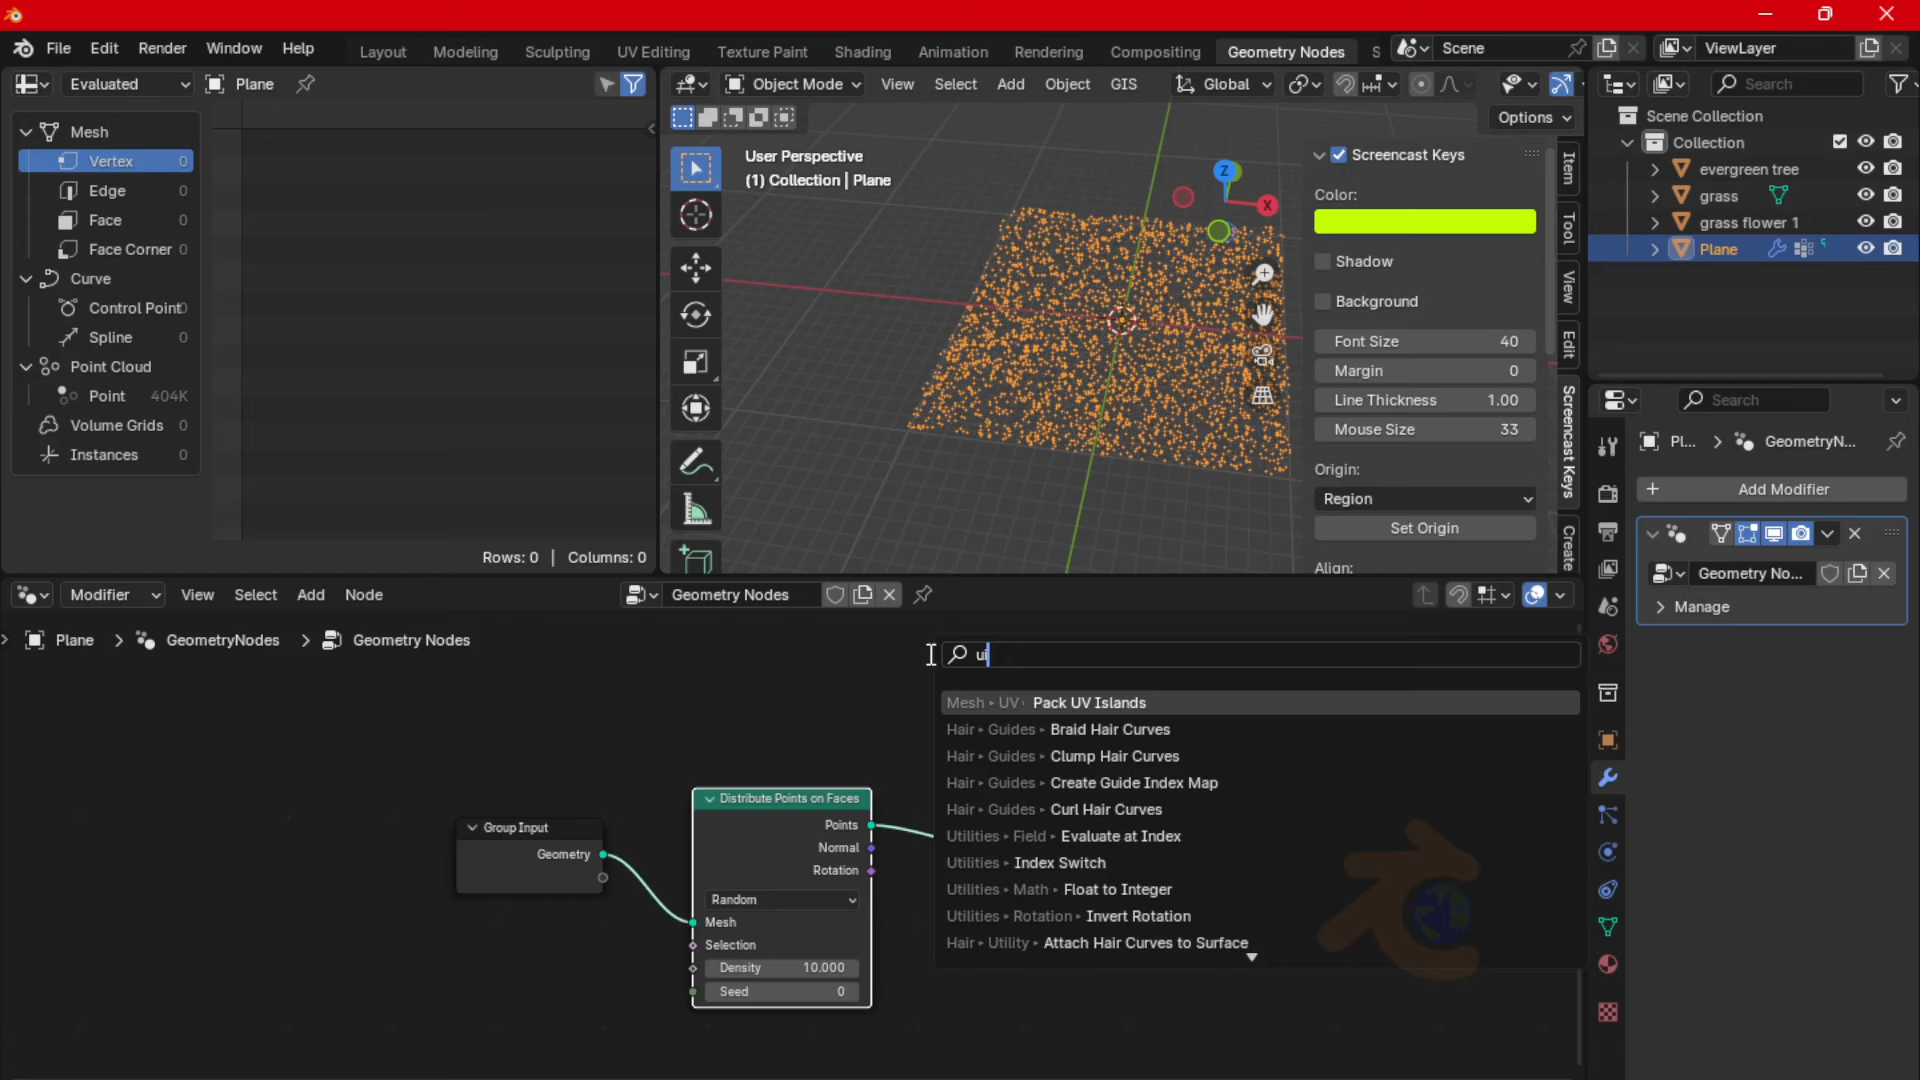 File Edit Render Window Help Layout Modeling Sculpting UV Editing Texture Paint Shading Animation Rendering Compositing Geometry Nodes S Scene ViewLayer
Evaluated Plane
Mesh
Vertex 0
Edge 0
Face 0
Face Corner 0
Curve
Control Point 0
Spline 0
Point Cloud
Point 404K
Volume Grids 0
Instances 0
Rows: 0 | Columns: 0
Object Mode View Select Add Object GIS Global
Options
User Perspective
(1) Collection | Plane
Z
X
Screencast Keys
Color:
Shadow
Background
Font Size 40
Margin 0
Line Thickness 1.00
Mouse Size 33
Origin:
Region
Set Origin
Align:
Item
Tool
View
Edit
Screencast Keys
Create
Search
Scene Collection
Collection
evergreen tree
grass
grass flower 1
Plane
Search
Pl... GeometryN...
Add Modifier
Geometry No...
Manage
Modifier View Select Add Node Geometry Nodes
Plane GeometryNodes Geometry Nodes
Group Input
Geometry
Distribute Points on Faces
Points
Normal
Rotation
Random
Mesh
Selection
Density 10.000
Seed 0
ui
Mesh UV Pack UV Islands
Hair Guides Braid Hair Curves
Hair Guides Clump Hair Curves
Hair Guides Create Guide Index Map
Hair Guides Curl Hair Curves
Utilities Field Evaluate at Index
Utilities Index Switch
Utilities Math Float to Integer
Utilities Rotation Invert Rotation
Hair Utility Attach Hair Curves to Surface